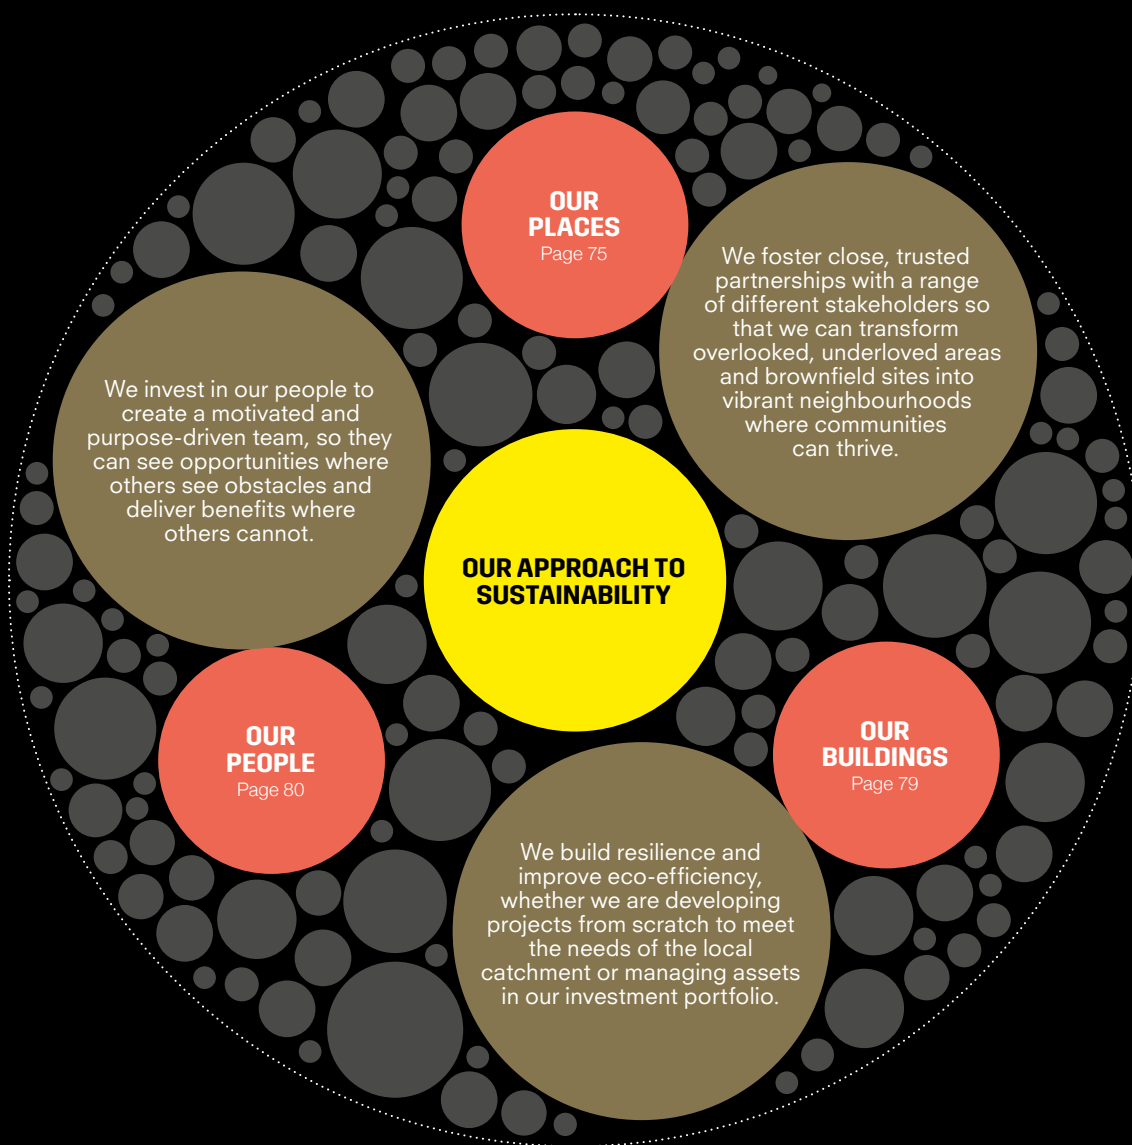 OUR
PLACES
Page 75
We foster close, trusted
partnerships with a range
of different stakeholders so
that we can transform
overlooked, underloved areas
and brownfield sites into
vibrant neighbourhoods
where communities
can thrive.
We invest in our people to
create a motivated and
purpose-driven team, so they
can see opportunities where
others see obstacles and
deliver benefits where
others cannot.
OUR APPROACH TO
SUSTAINABILITY
OUR
PEOPLE
Page 80
OUR
BUILDINGS
Page 79
We build resilience and
improve eco-efficiency,
whether we are developing
projects from scratch to meet
the needs of the local
catchment or managing assets
in our investment portfolio.